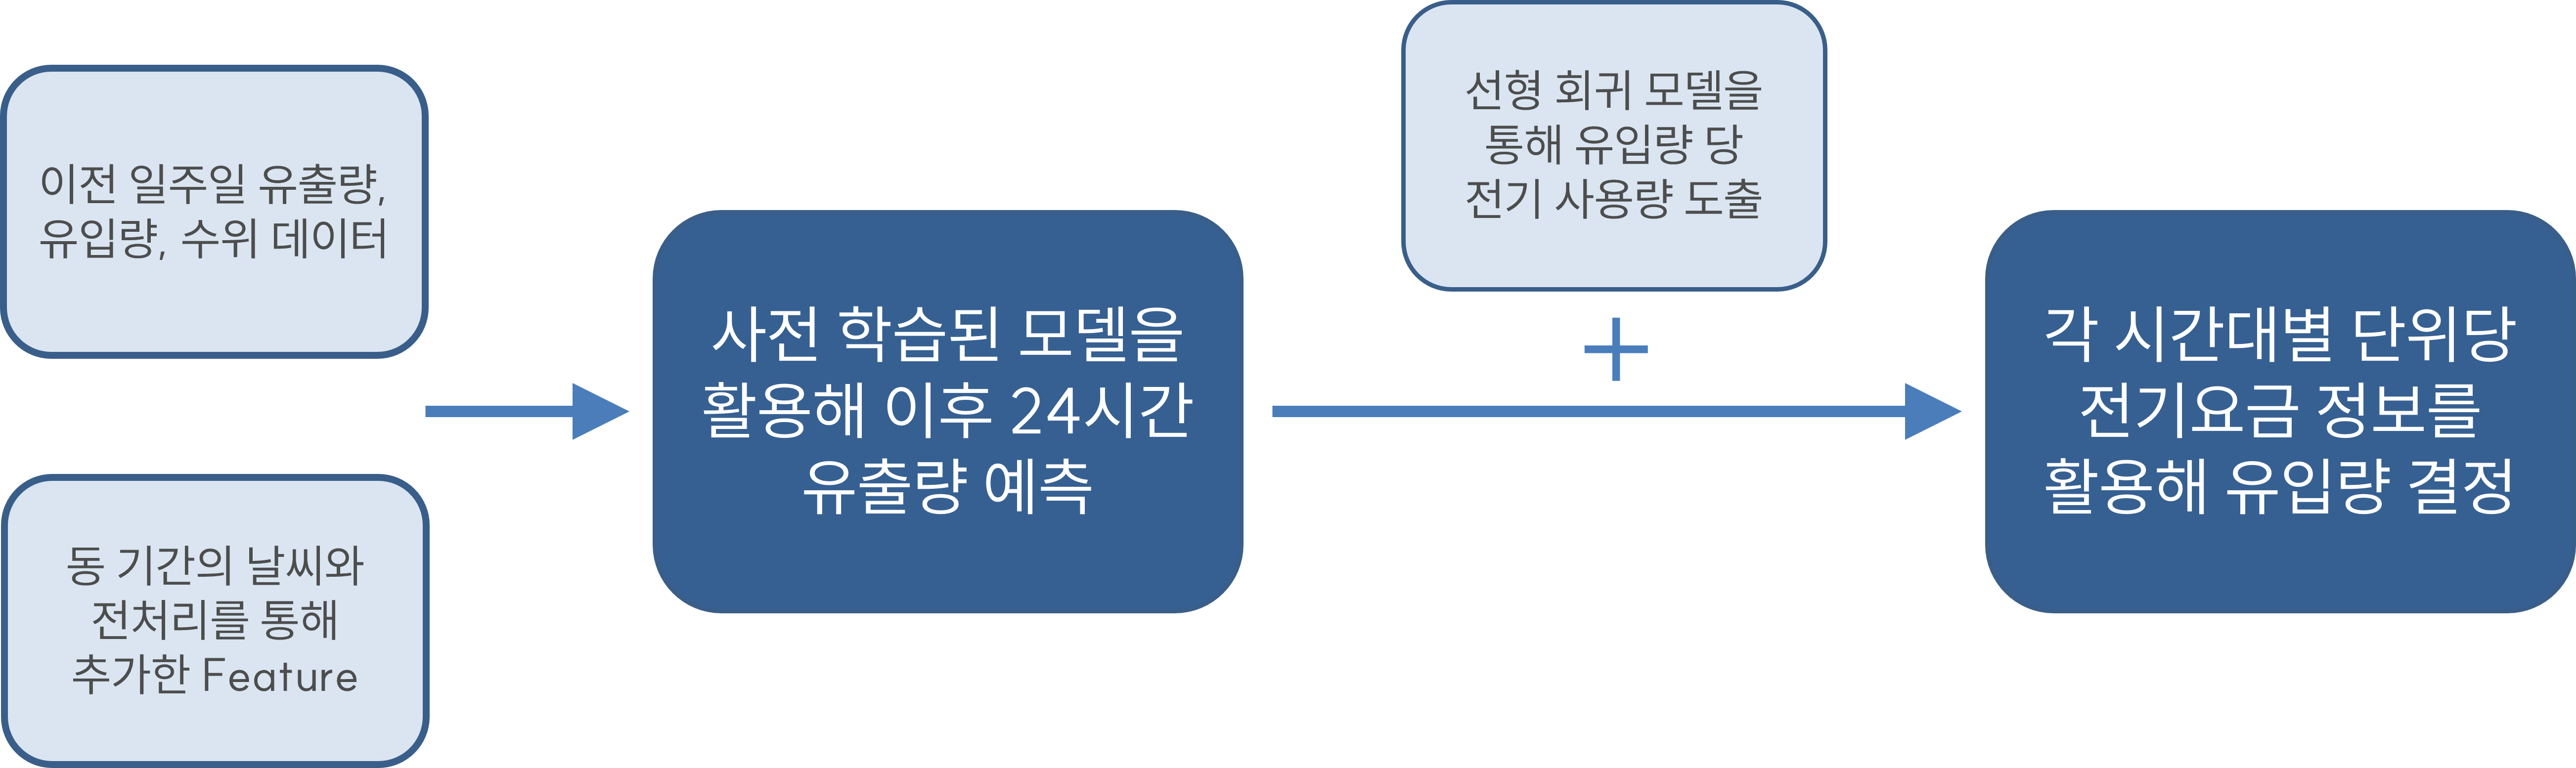 이전 일주일 유출량,
유입량, 수위 데이터
동 기간의 날씨와
전처리를 통해
추가한 Feature
사전 학습된 모델을
활용해 이후 24시간
유출량 예측
선형 회귀 모델을
통해 유입량 당
전기 사용량 도출
+
각 시간대별 단위당
전기요금 정보를
활용해 유입량 결정